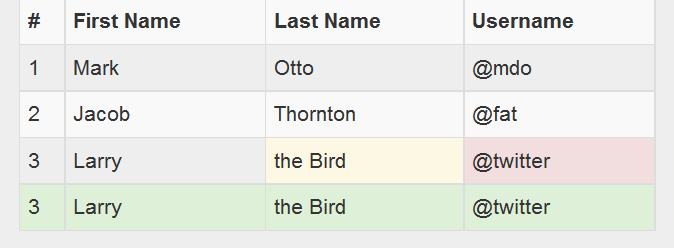 # First Name Last Name Username
1 Mark Otto @mdo
2 Jacob Thornton @fat
3 Larry the Bird @twitter
3 Larry the Bird @twitter